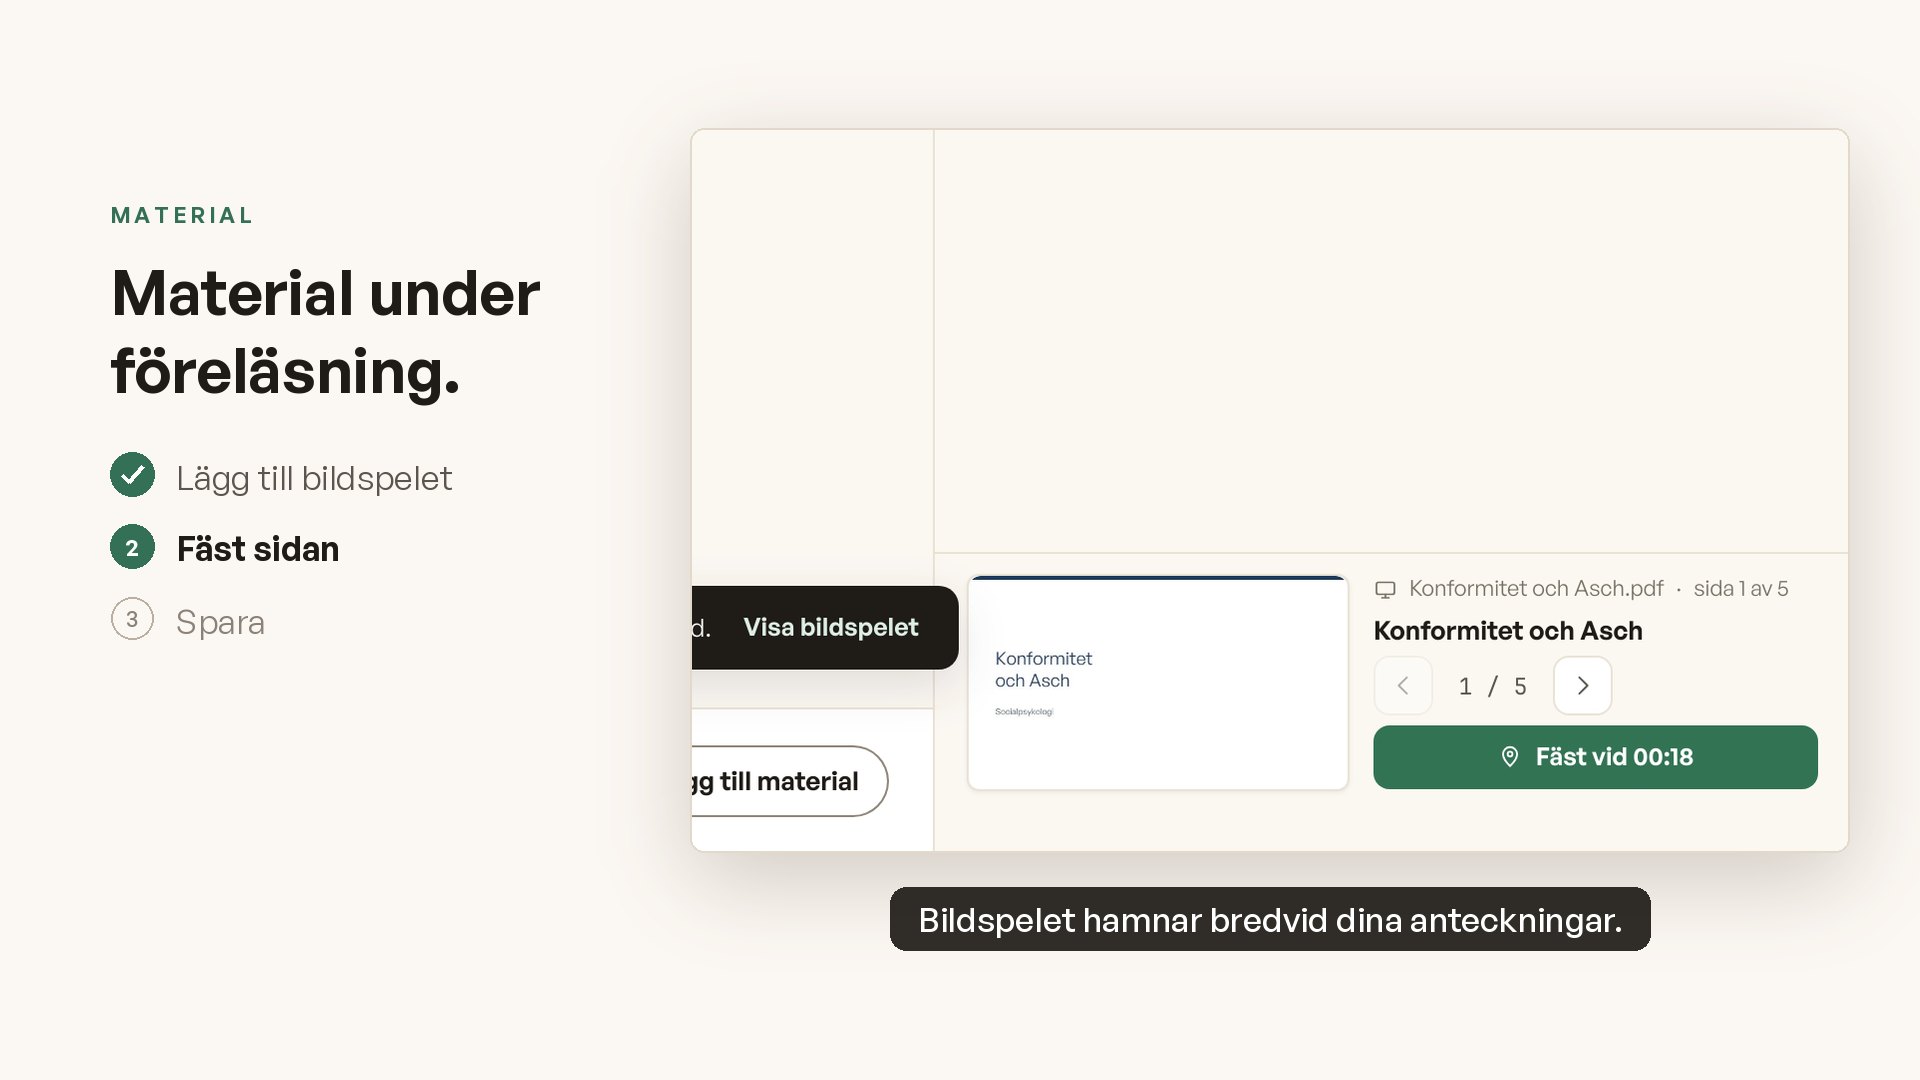 MATERIAL
Material under
föreläsning.
Lägg till bildspelet
2 Fäst sidan
3 Spara
d. Visa bildspelet
gg till material
Konformitet
och Asch
Socialpsykologi
Konformitet och Asch.pdf · sida 1 av 5
Konformitet och Asch
1 / 5
Fäst vid 00:18
Bildspelet hamnar bredvid dina anteckningar.